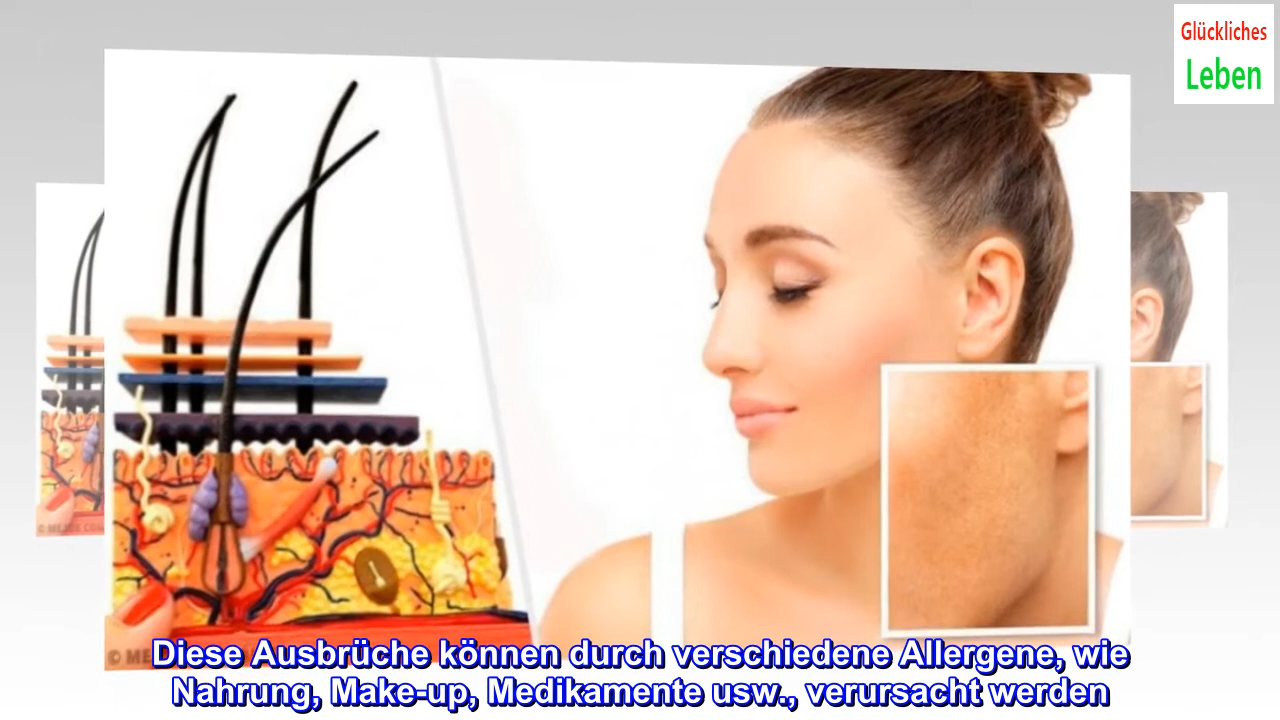 Glückliches
Leben
Diese Ausbrüche können durch verschiedene Allergene, wie
Nahrung, Make-up, Medikamente usw., verursacht werden